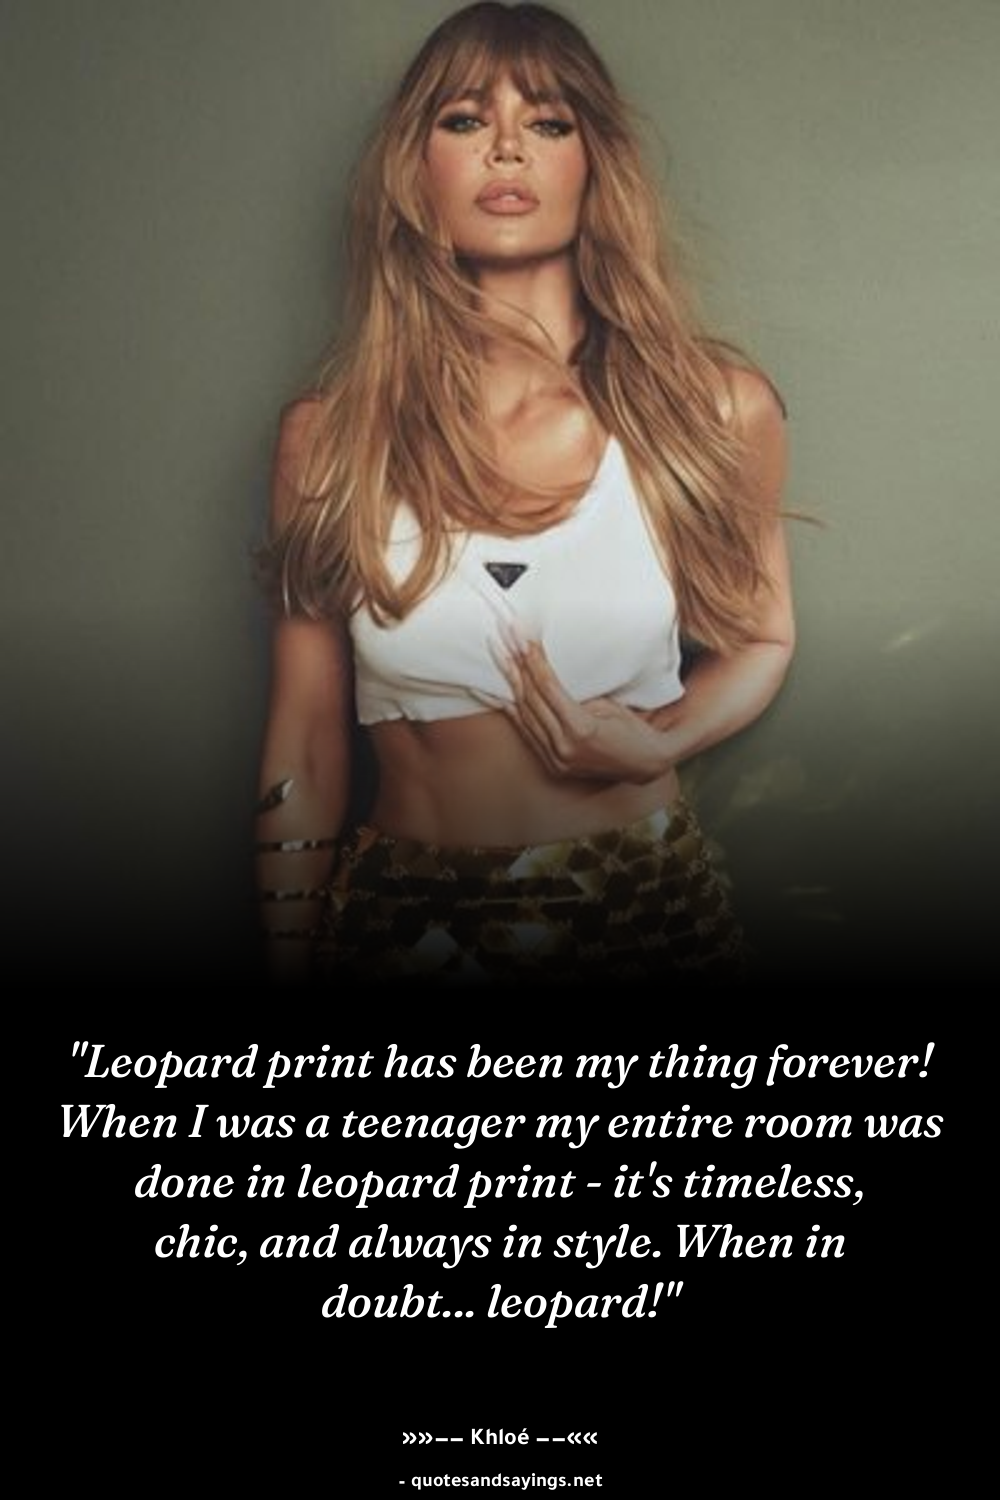 "Leopard print has been my thing forever!
When I was a teenager my entire room was
done in leopard print - it's timeless,
chic, and always in style. When in
doubt... leopard!"
»»−− Khloé −−««
- quotesandsayings.net